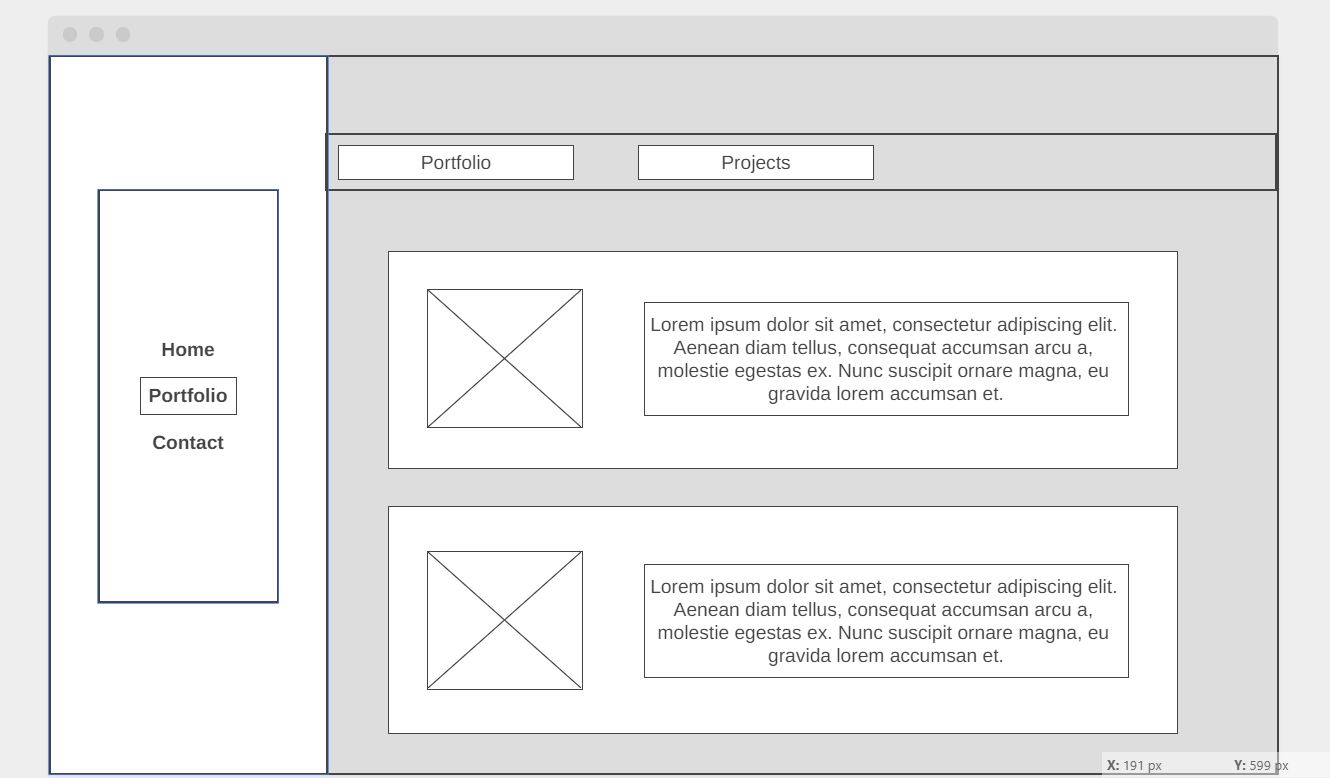 Portfolio
Projects
Home
Portfolio
Contact
Lorem ipsum dolor sit amet, consectetur adipiscing elit.
Aenean diam tellus, consequat accumsan arcu a,
molestie egestas ex. Nunc suscipit ornare magna, eu
gravida lorem accumsan et.
Lorem ipsum dolor sit amet, consectetur adipiscing elit.
Aenean diam tellus, consequat accumsan arcu a,
molestie egestas ex. Nunc suscipit ornare magna, eu
gravida lorem accumsan et.
X: 191 px
Y: 599 px